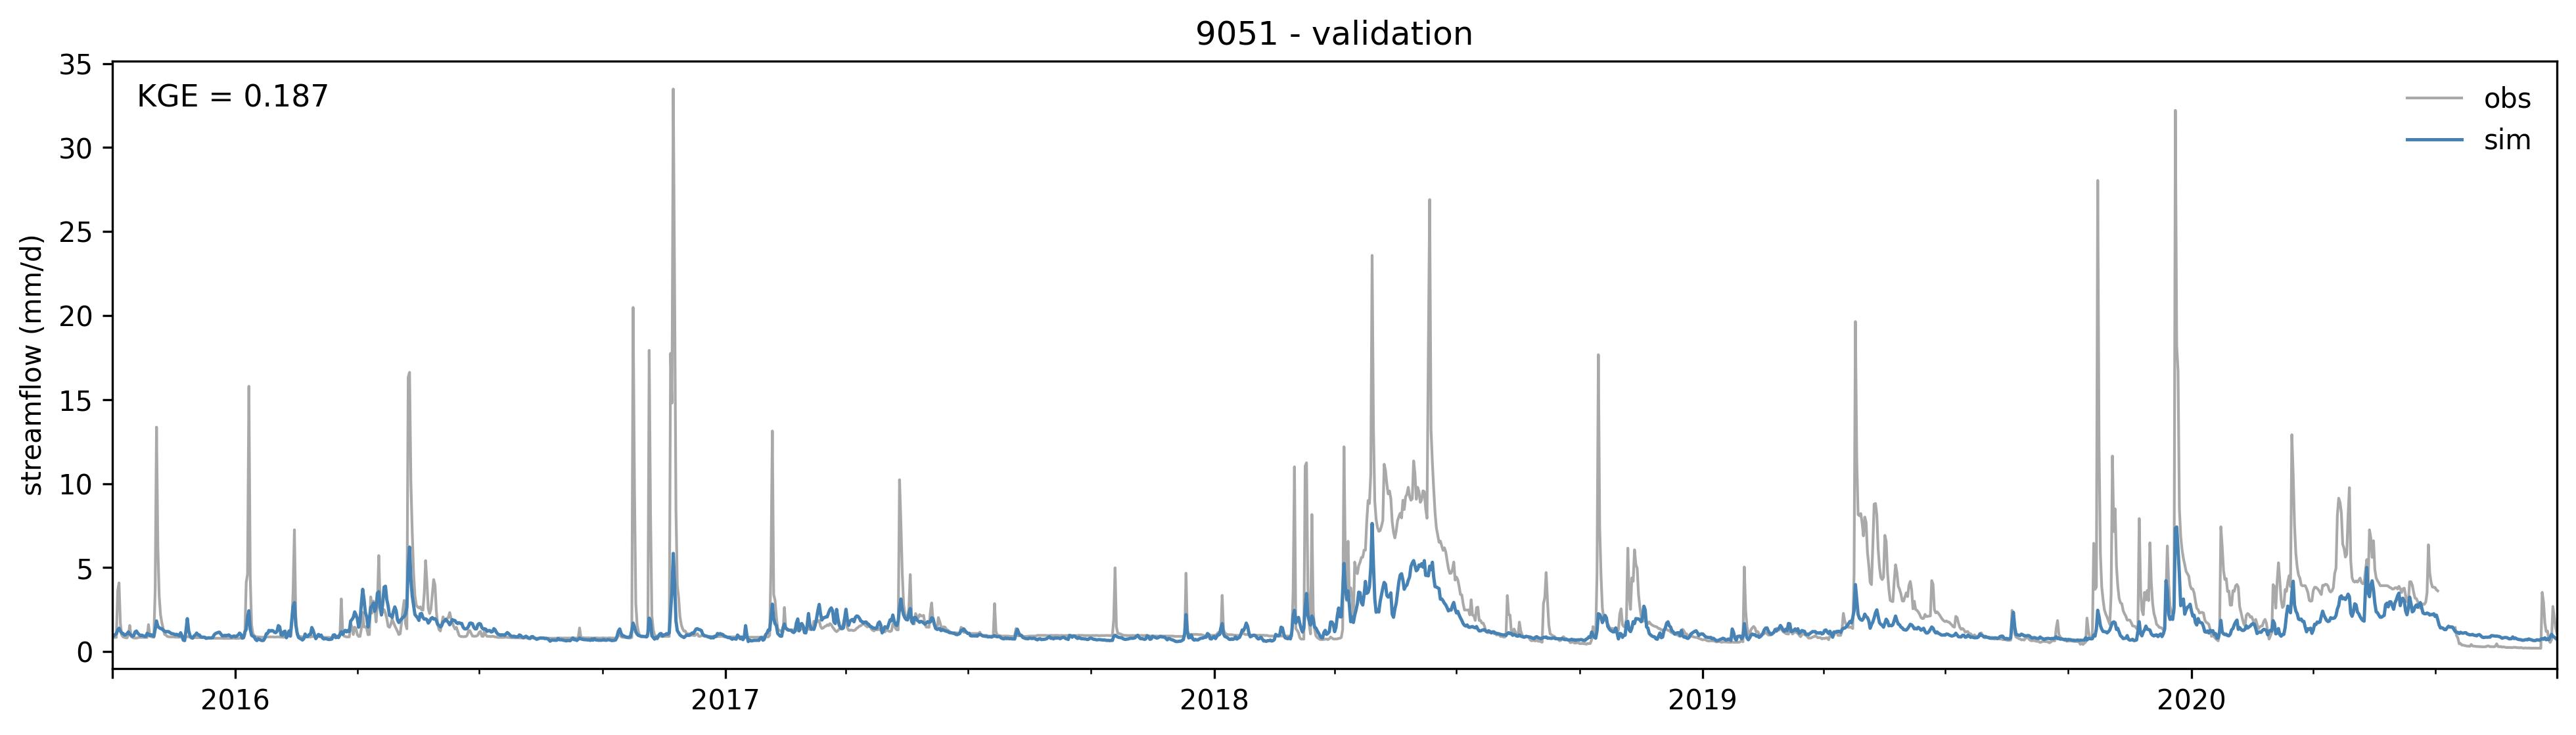 9051 - validation
KGE = 0.187
obs
sim
streamflow (mm/d)
35
30
25
20
15
10
5
0
2016 2017 2018 2019 2020